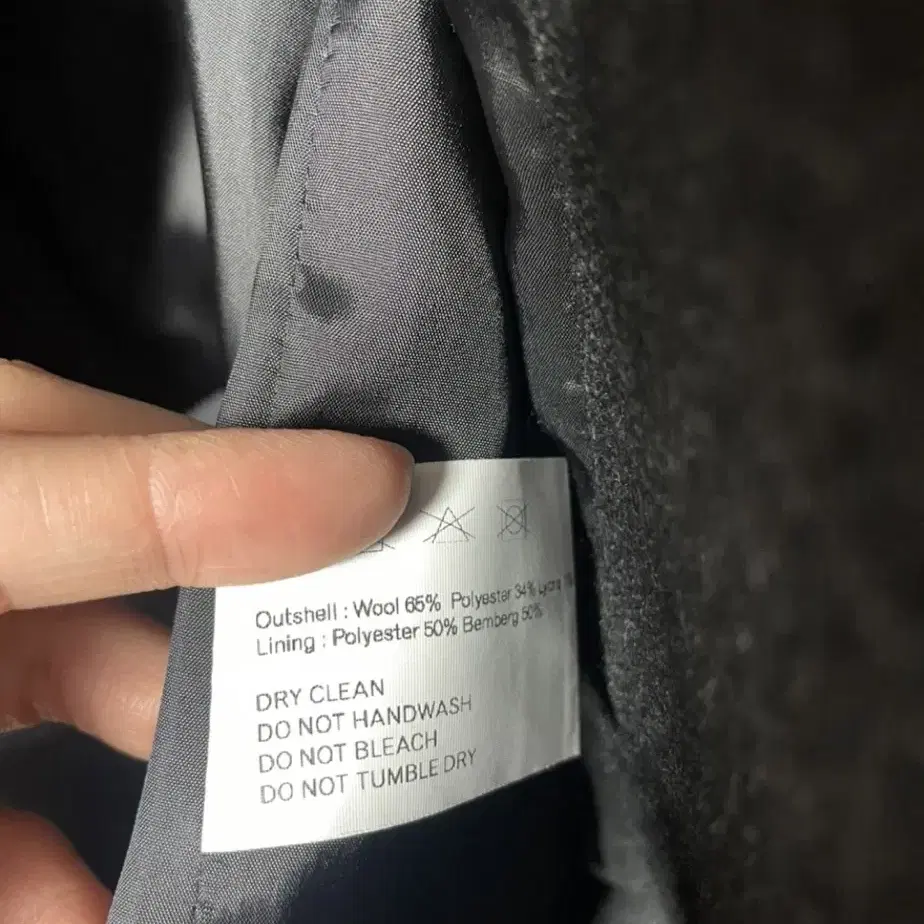 Outshell : Wool 65% Polyester 34% Lycra
Lining : Polyester 50% Bemberg 50%
DRY CLEAN
DO NOT HANDWASH
DO NOT BLEACH
DO NOT TUMBLE DRY